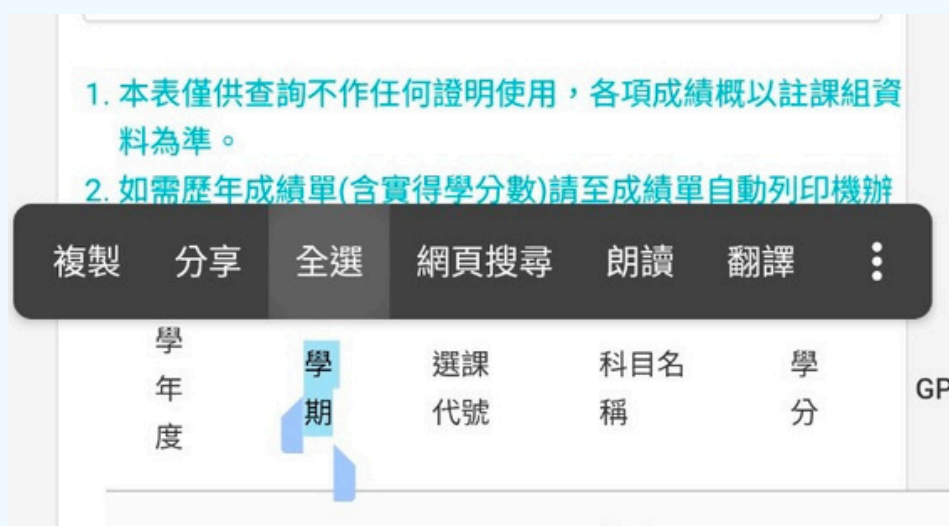 1. 本表僅供查詢不作任何證明使用，各項成績概以註課組資
料為準。
2. 如需歷年成績單(含實得學分數)請至成績單自動列印機辦
複製 分享 全選 網頁搜尋 朗讀 翻譯
學年度 學期 選課代號 科目名稱 學分 GP